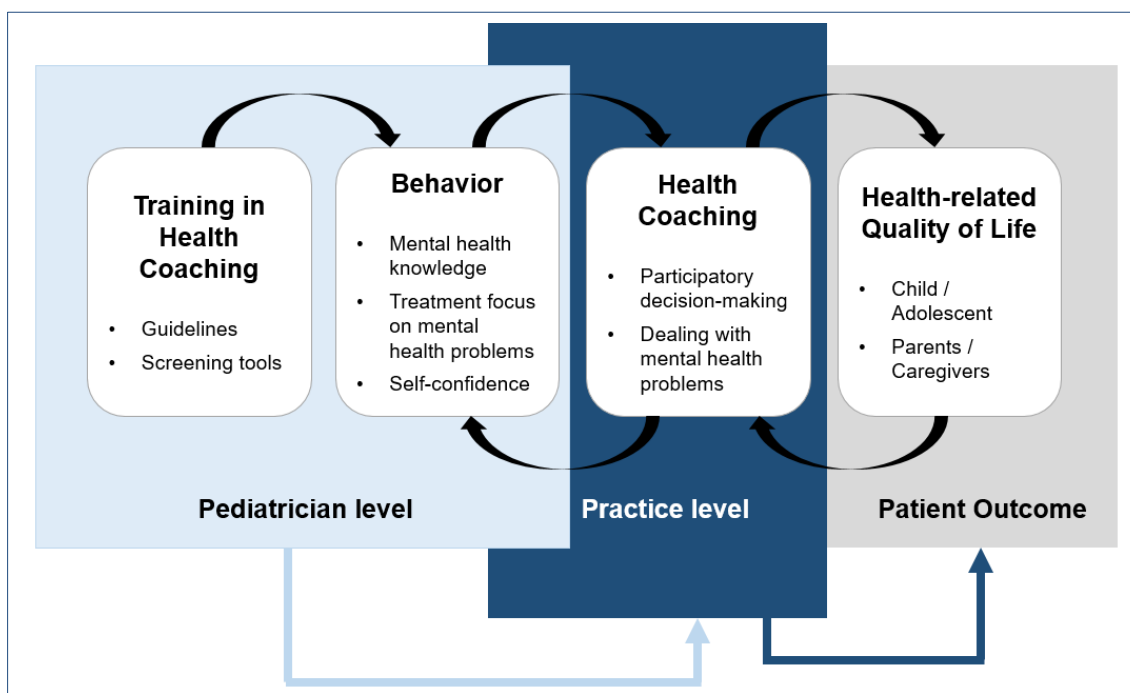 Training in
Health
Coaching
• Guidelines
• Screening tools
Behavior
• Mental health
knowledge
• Treatment focus
on mental
health problems
• Self-confidence
Health
Coaching
• Participatory
decision-making
• Dealing with
mental health
problems
Health-related
Quality of Life
• Child /
Adolescent
• Parents /
Caregivers
Pediatrician level
Practice level
Patient Outcome